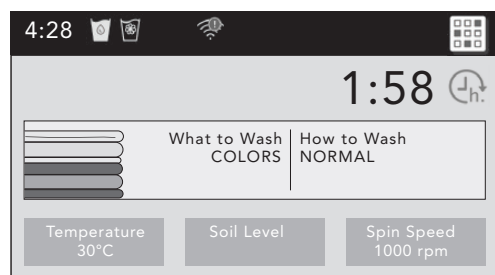 4:28
1:58 h.
What to Wash
COLORS
How to Wash
NORMAL
Temperature
30°C
Soil Level
Spin Speed
1000 rpm